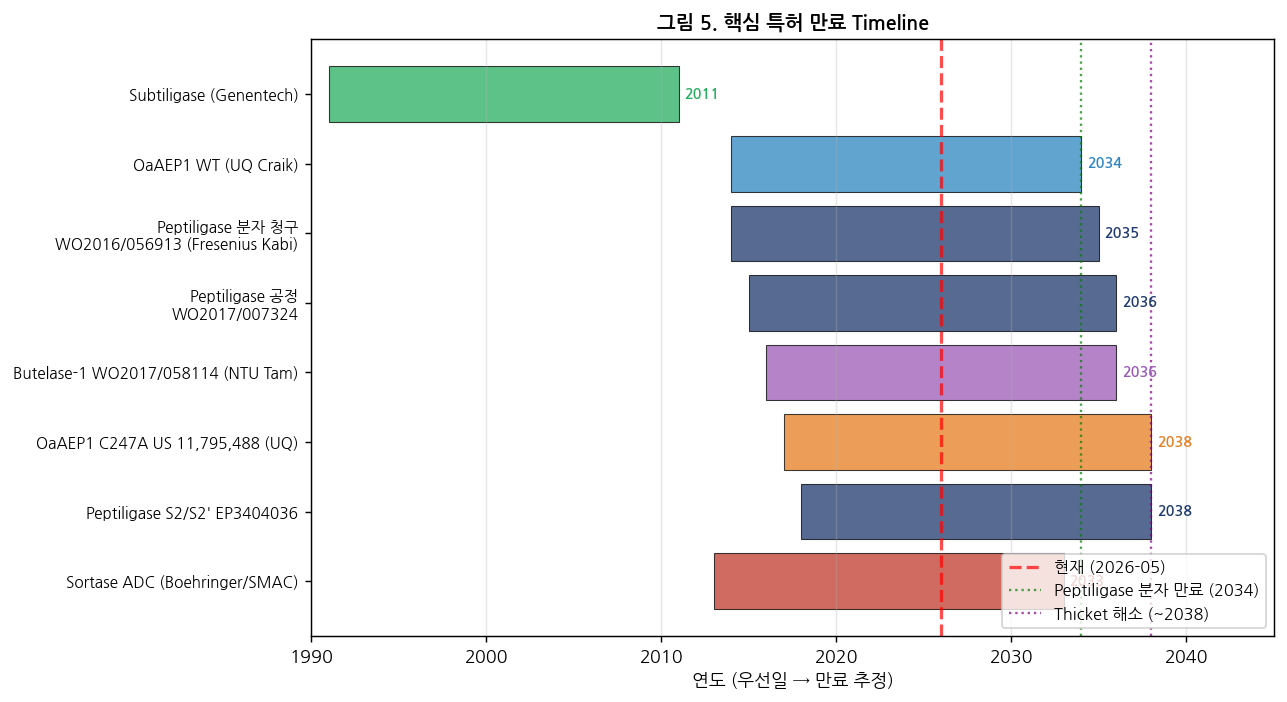 그림 5. 핵심 특허 만료 Timeline
Subtiligase (Genentech)
2011
OaAEP1 WT (UQ Craik)
2034
Peptiligase 분자 청구
WO2016/056913 (Fresenius Kabi)
2035
Peptiligase 공정
WO2017/007324
2036
Butelase-1 WO2017/058114 (NTU Tam)
2036
OaAEP1 C247A US 11,795,488 (UQ)
2038
Peptiligase S2/S2' EP3404036
2038
Sortase ADC (Boehringer/SMAC)
2033
현재 (2026-05)
Peptiligase 분자 만료 (2034)
Thicket 해소 (~2038)
1990 2000 2010 2020 2030 2040
연도 (우선일 → 만료 추정)